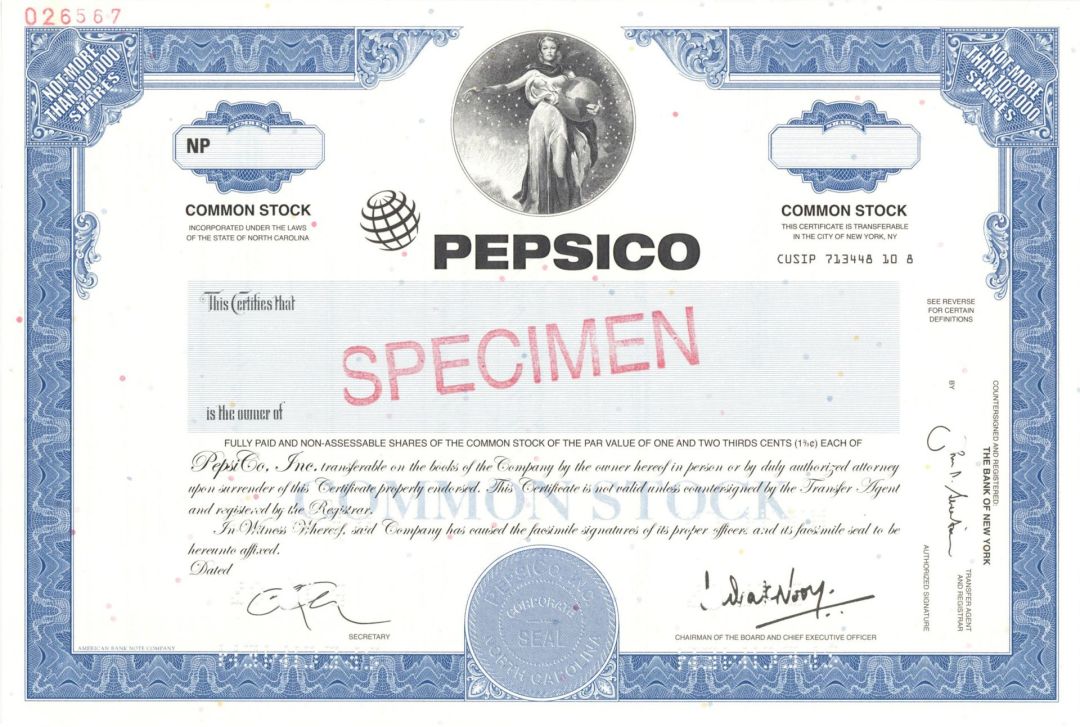 026567
NOT MORE
THAN 100,000
SHARES
NOT MORE
THAN 100,000
SHARES
NP
SHARES
COMMON STOCK
INCORPORATED UNDER THE LAWS
OF THE STATE OF NORTH CAROLINA
COMMON STOCK
THIS CERTIFICATE IS TRANSFERABLE
IN THE CITY OF NEW YORK, NY
CUSIP 713448 10 8
PEPSICO
SEE REVERSE
FOR CERTAIN
DEFINITIONS
This Certifies that
SPECIMEN
is the owner of
FULLY PAID AND NON-ASSESSABLE SHARES OF THE COMMON STOCK OF THE PAR VALUE OF ONE AND TWO THIRDS CENTS (1⅔¢) EACH OF
PepsiCo, Inc. transferable on the books of the Company by the owner hereof in person or by duly authorized attorney
upon surrender of this Certificate properly endorsed. This Certificate is not valid unless countersigned by the Transfer Agent
and registered by the Registrar.
COMMON STOCK
In Witness Whereof, said Company has caused the facsimile signatures of its proper officers and its facsimile seal to be
hereunto affixed.
Dated
SECRETARY
PEPSICO, INC.
CORPORATE
SEAL
NORTH CAROLINA
CHAIRMAN OF THE BOARD AND CHIEF EXECUTIVE OFFICER
COUNTERSIGNED AND REGISTERED:
THE BANK OF NEW YORK
TRANSFER AGENT
AND REGISTRAR
BY
AUTHORIZED SIGNATURE
AMERICAN BANK NOTE COMPANY